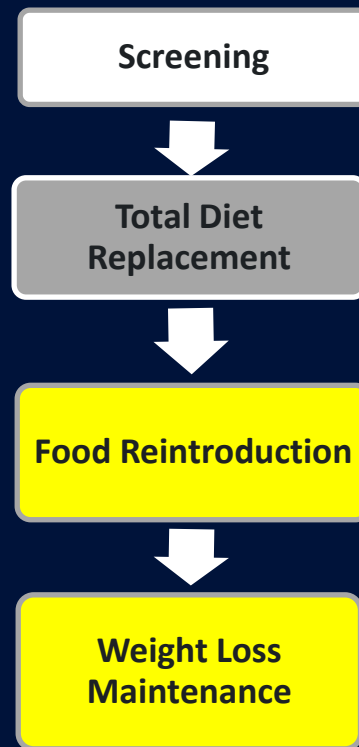 Screening
Total Diet
Replacement
Food Reintroduction
Weight Loss
Maintenance